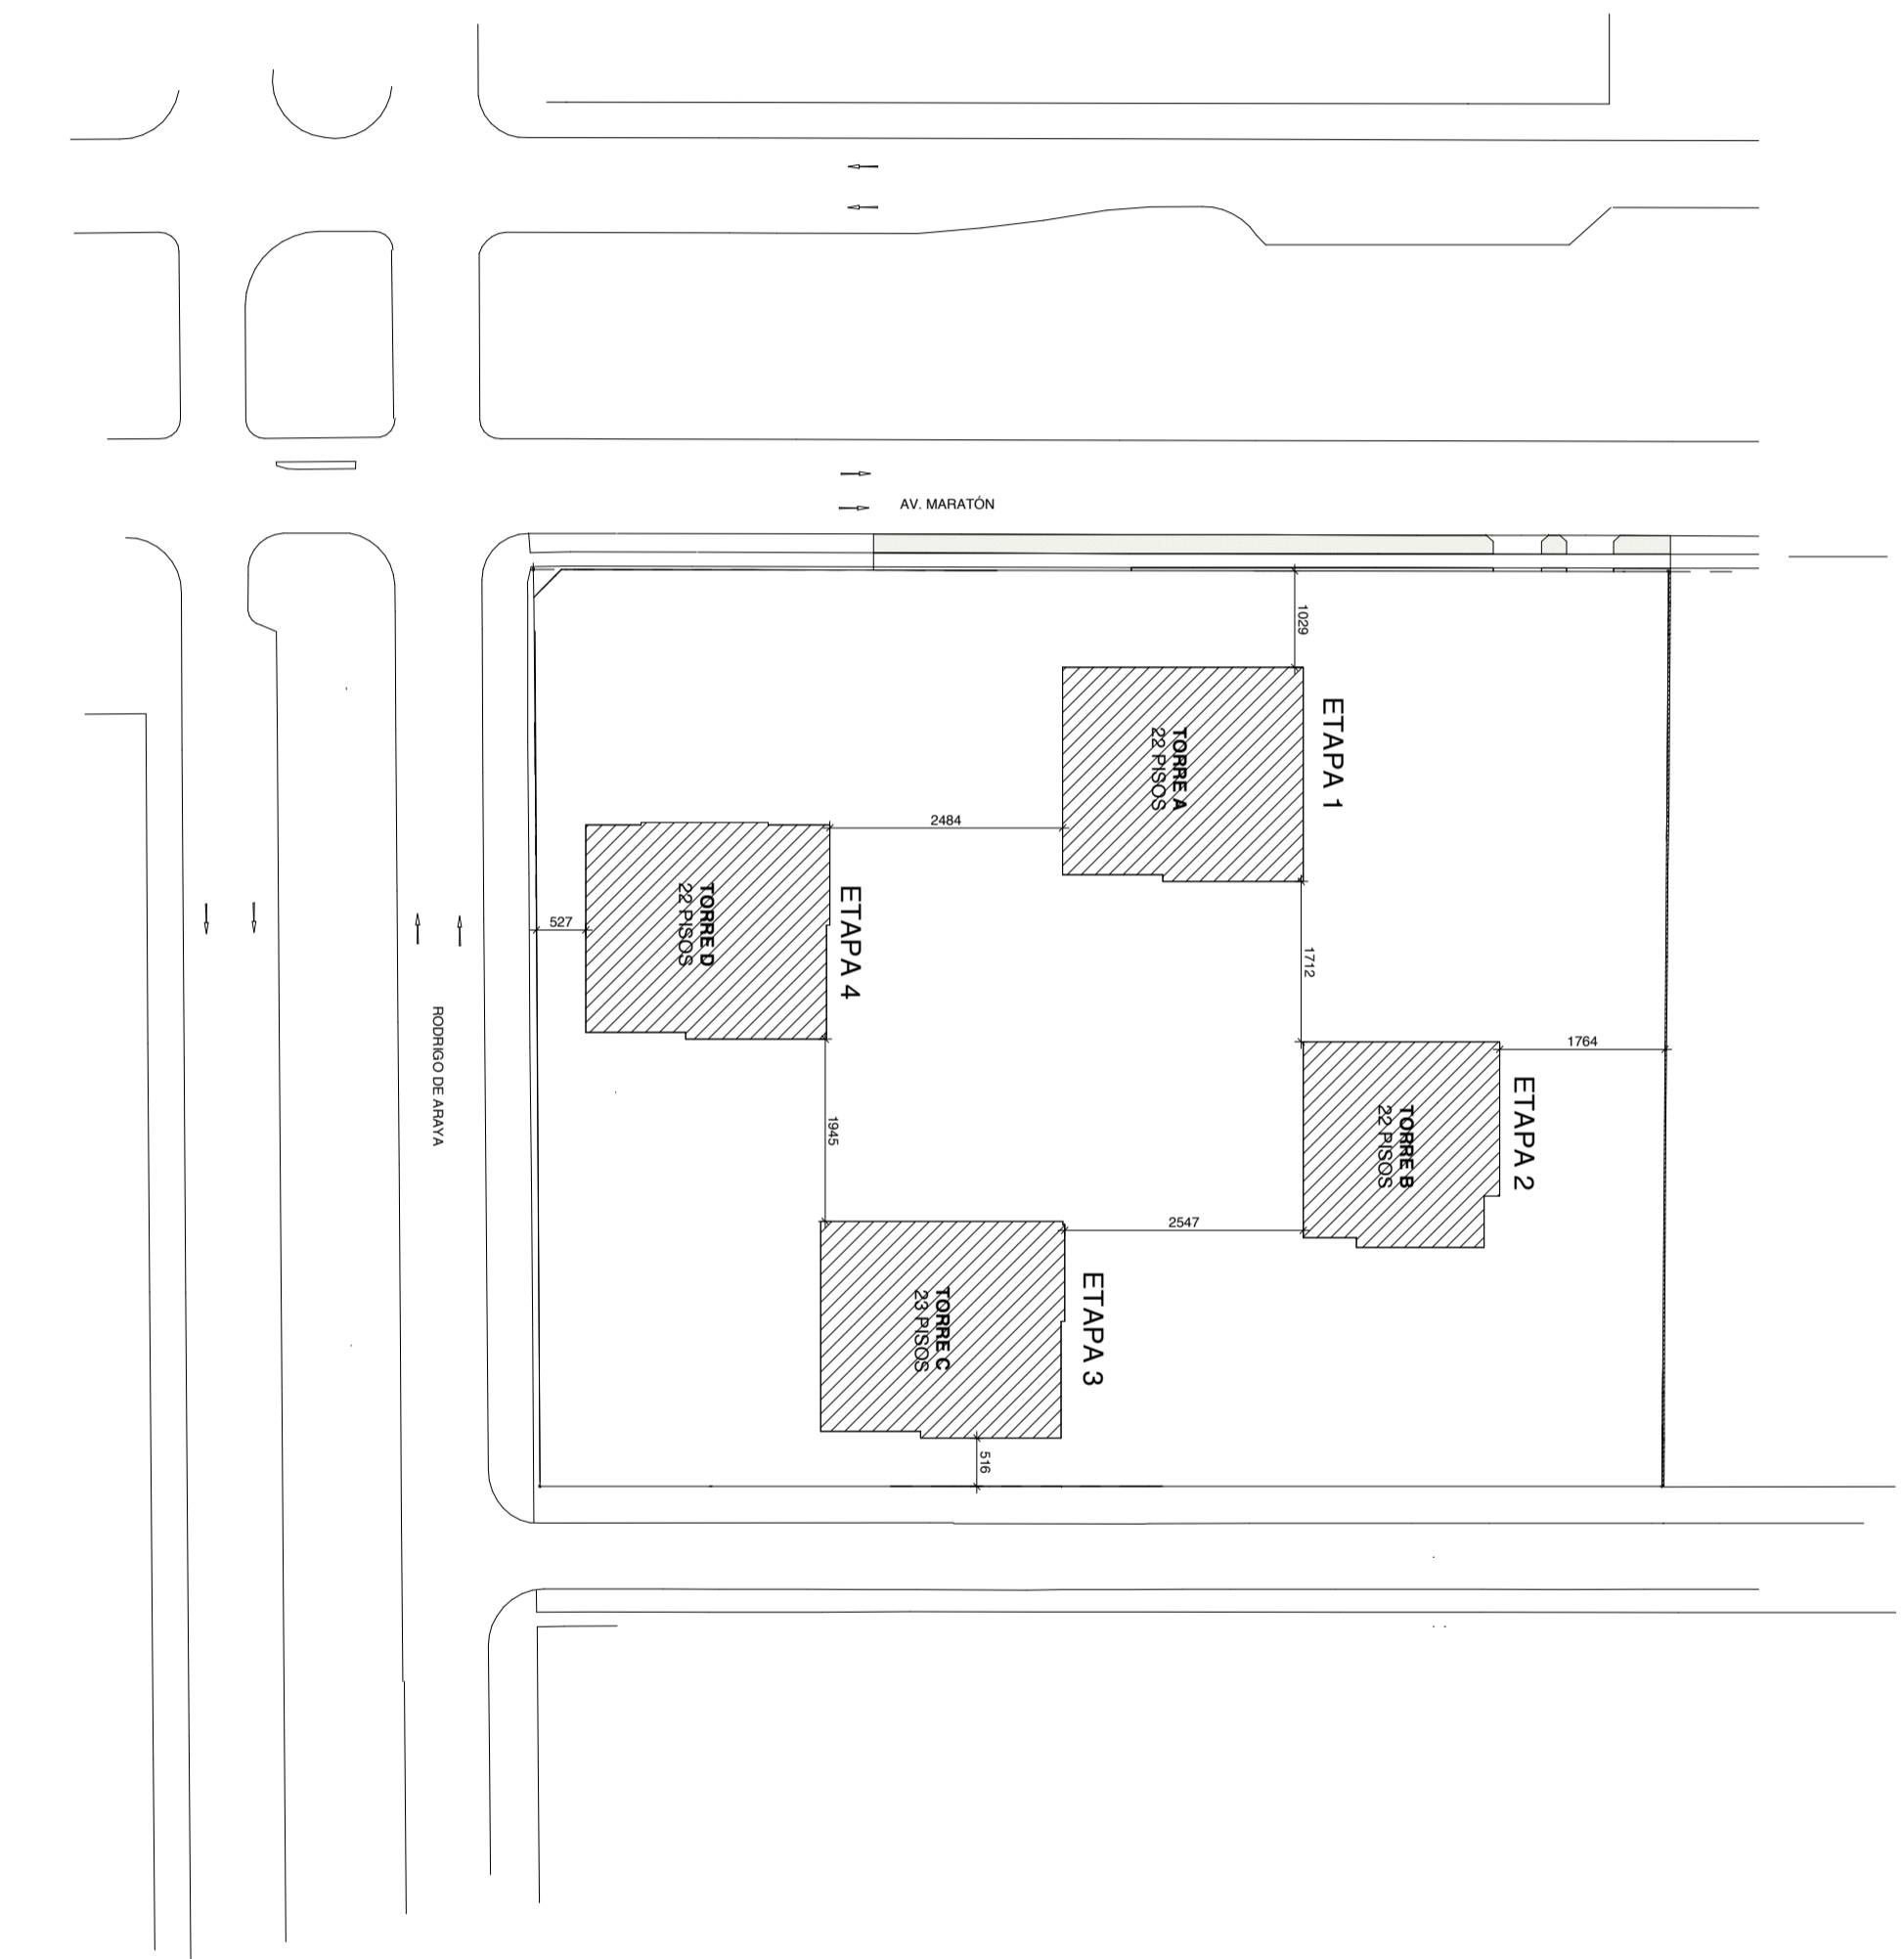 AV. MARATÓN
1029
ETAPA 1
TORRE A
22 PISOS
2484
ETAPA 4
TORRE D
22 PISOS
527
1712
1764
ETAPA 2
TORRE B
22 PISOS
RODRIGO DE ARAYA
1945
2547
ETAPA 3
TORRE C
23 PISOS
516